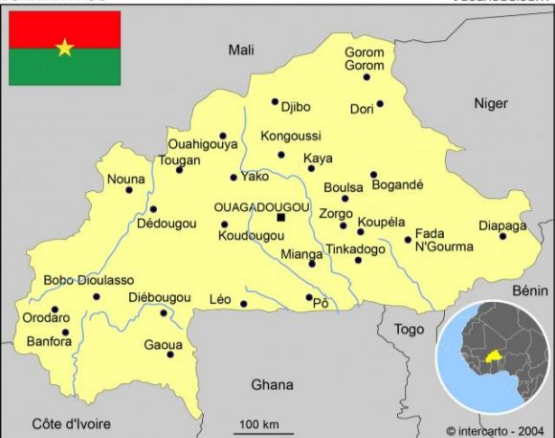 Mali
Gorom
Gorom
Djibo
Dori
Niger
Ouahigouya
Kongoussi
Tougan
Kaya
Nouna
Yako
Boulsa
Bogandé
OUAGADOUGOU
Dédougou
Zorgo
Koupéla
Koudougou
Fada
N'Gourma
Diapaga
Mianga
Tinkadogo
Bobo Dioulasso
Diébougou
Léo
Pô
Bénin
Orodaro
Banfora
Togo
Gaoua
Ghana
Côte d'Ivoire
100 km
© intercarto - 2004